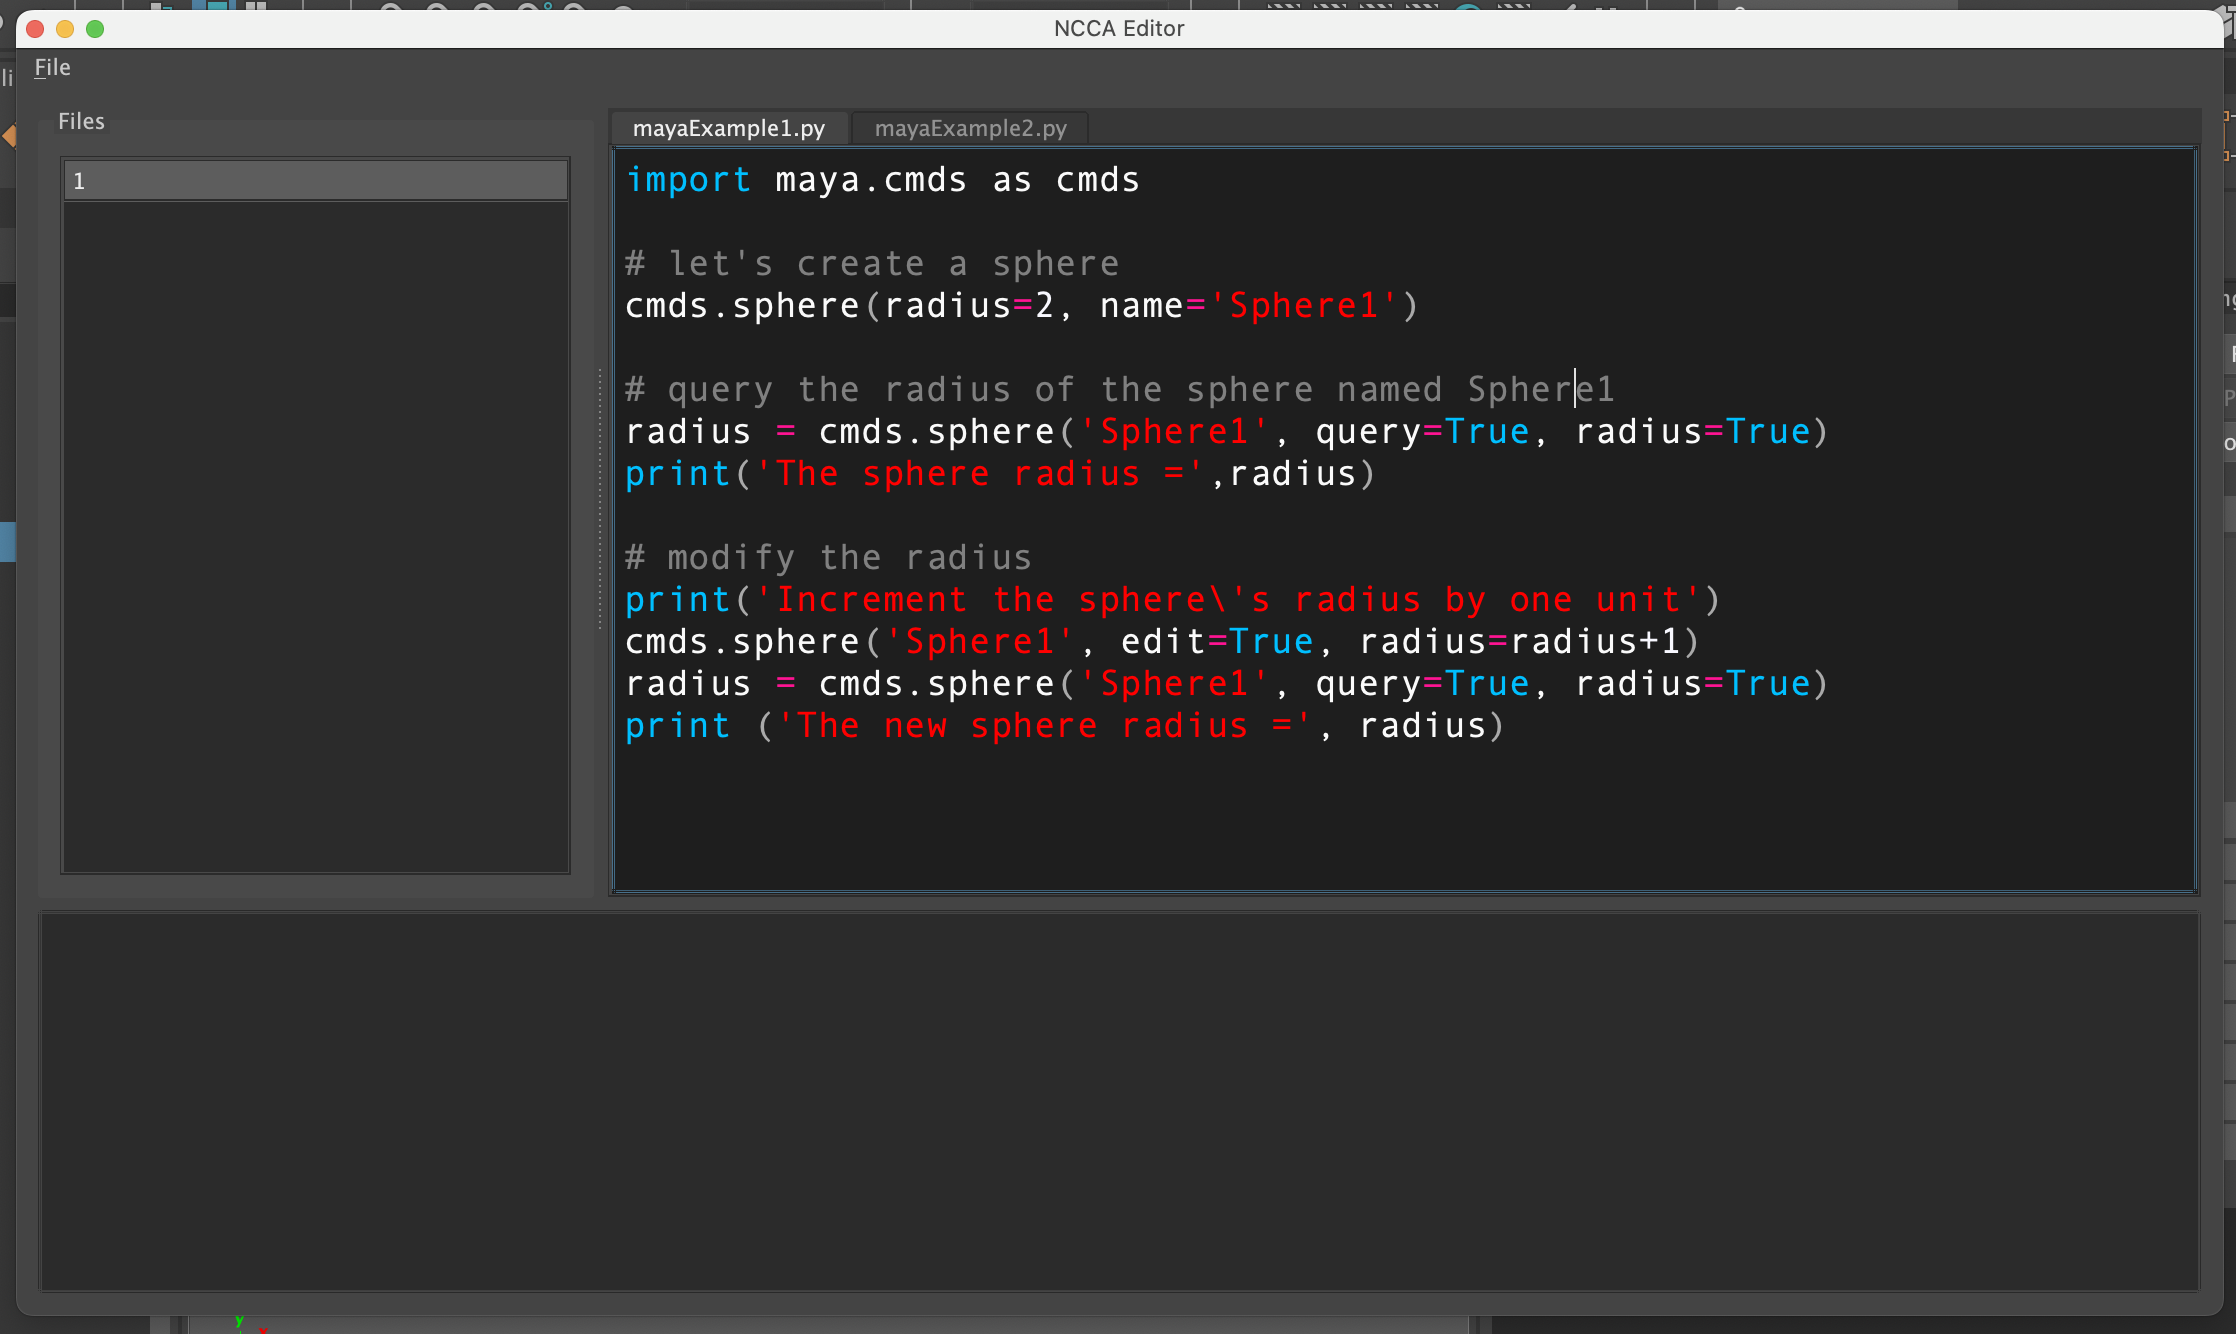 NCCA Editor
File
Files
1
mayaExample1.py
mayaExample2.py
import maya.cmds as cmds
# let's create a sphere
cmds.sphere(radius=2, name='Sphere1')
# query the radius of the sphere named Sphere1
radius = cmds.sphere('Sphere1', query=True, radius=True)
print('The sphere radius =',radius)
# modify the radius
print('Increment the sphere\'s radius by one unit')
cmds.sphere('Sphere1', edit=True, radius=radius+1)
radius = cmds.sphere('Sphere1', query=True, radius=True)
print ('The new sphere radius =', radius)
y
x